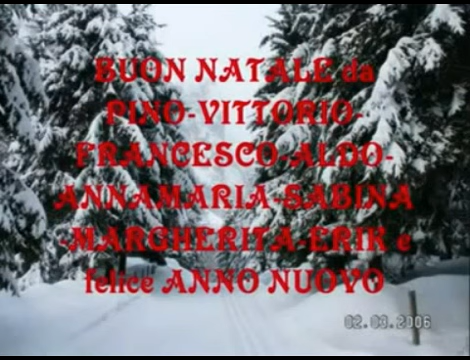 BUON NATALE da
PINO-VITTORIO-
FRANCESCO-ALDO-
ANNAMARIA-SABINA
-MARGHERITA-ERIK e
felice ANNO NUOVO
02.03.2006